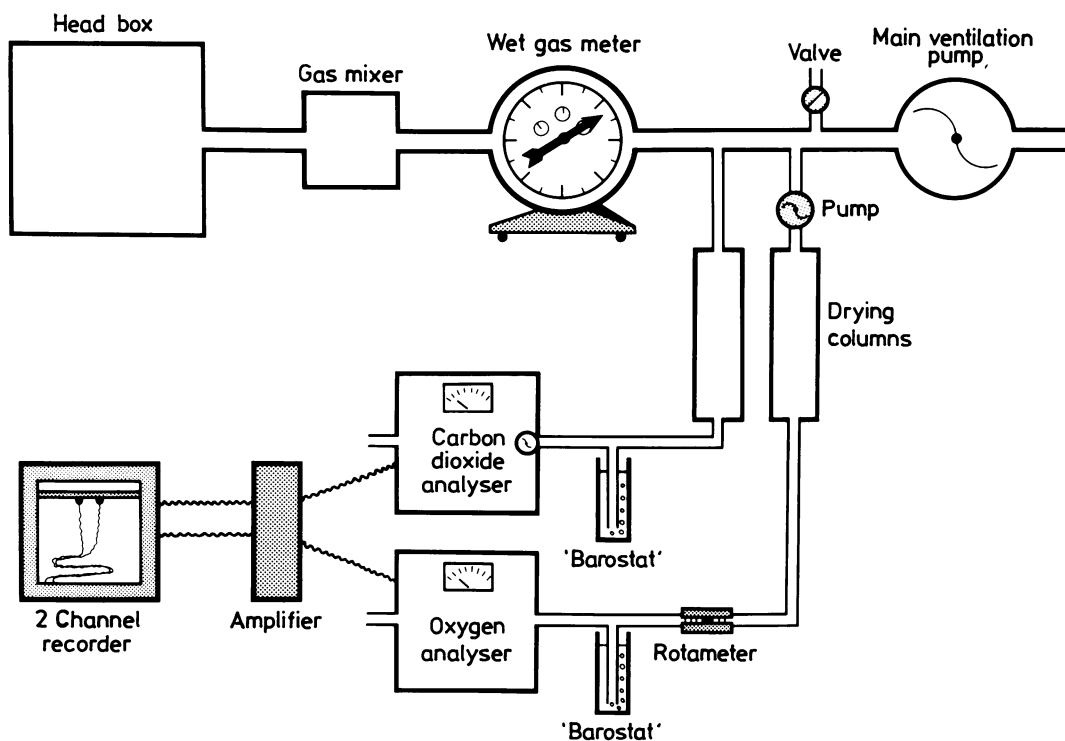 Head box
Gas mixer
Wet gas meter
Valve
Main ventilation
pump,
Pump
Drying
columns
Carbon
dioxide
analyser
'Barostat'
2 Channel
recorder
Amplifier
Oxygen
analyser
Rotameter
'Barostat'